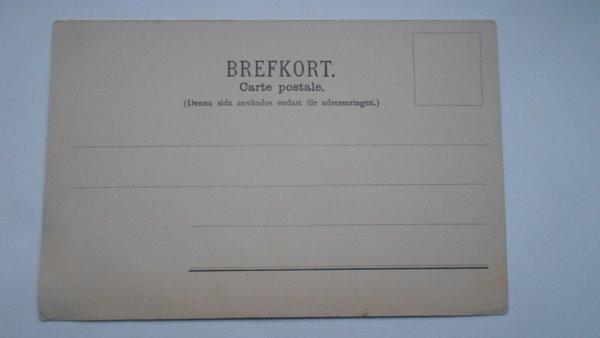 BREFKORT.
Carte postale.
(Denna sida användes endast för adresseringen.)